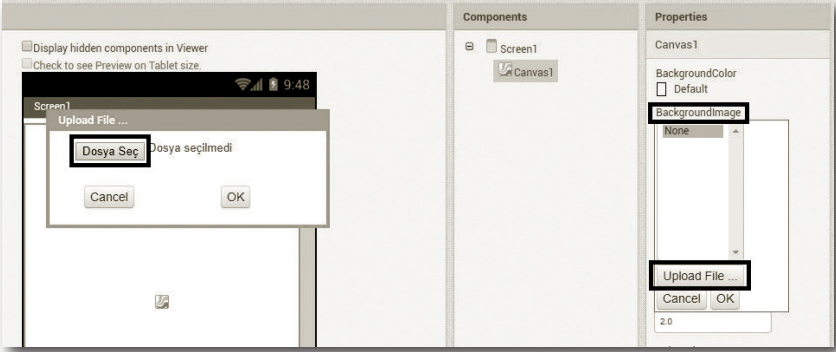 Components
Properties
Display hidden components in Viewer
Check to see Preview on Tablet size.
9:48
Screen1
Upload File ...
Dosya Seç Dosya seçilmedi
Cancel OK
Screen1
Canvas1
Canvas1
BackgroundColor
Default
BackgroundImage
None
Upload File ...
Cancel OK
2.0